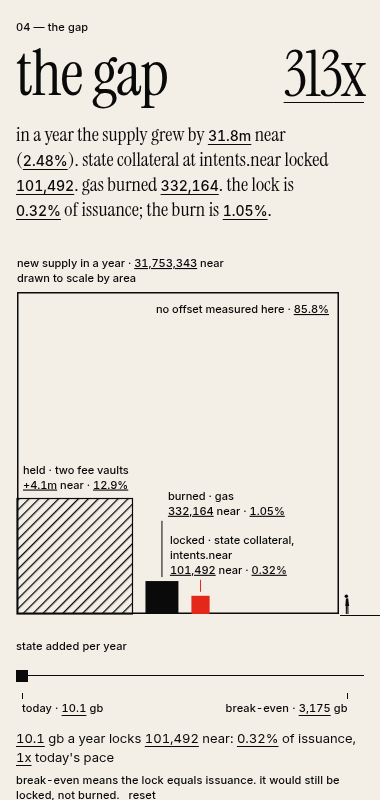 04 — the gap
the gap
313x
in a year the supply grew by 31.8m near
(2.48%). state collateral at intents.near locked
101,492. gas burned 332,164. the lock is
0.32% of issuance; the burn is 1.05%.
new supply in a year · 31,753,343 near
drawn to scale by area
no offset measured here · 85.8%
held · two fee vaults
+4.1m near · 12.9%
burned · gas
332,164 near · 1.05%
locked · state collateral,
intents.near
101,492 near · 0.32%
state added per year
today · 10.1 gb
break-even · 3,175 gb
10.1 gb a year locks 101,492 near: 0.32% of issuance,
1x today's pace
break-even means the lock equals issuance. it would still be
locked, not burned. reset